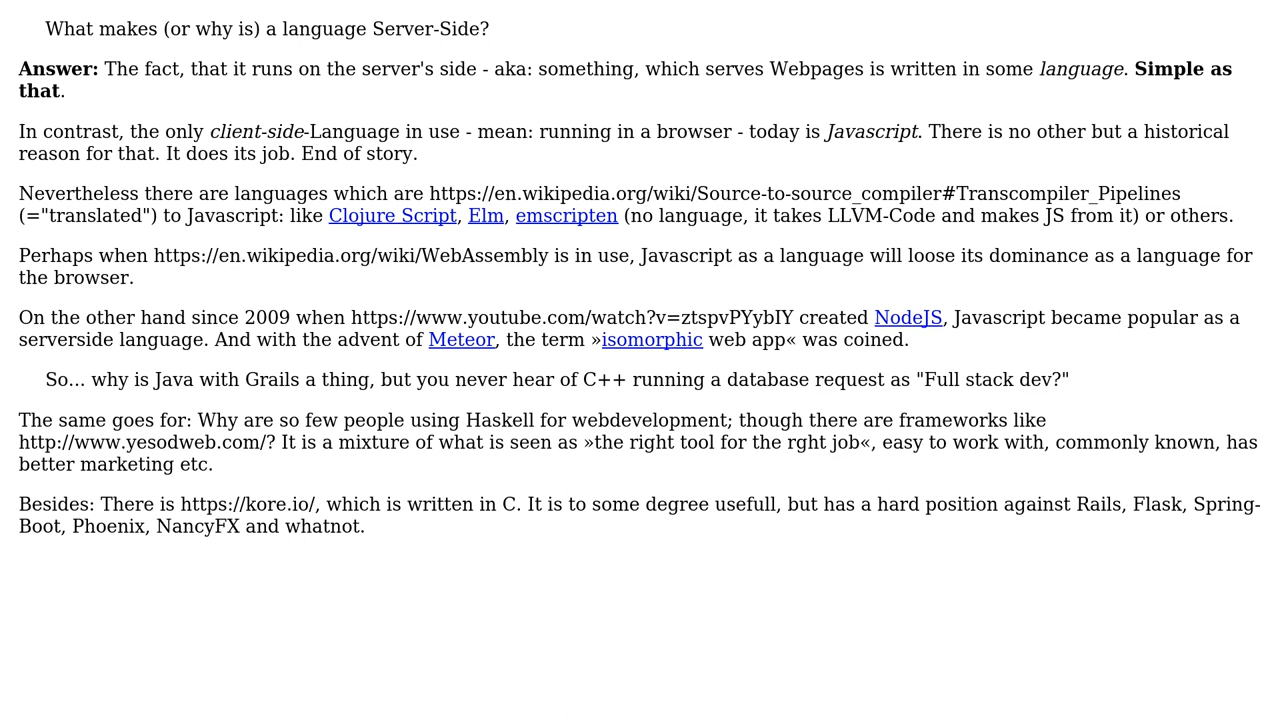 What makes (or why is) a language Server-Side?
Answer: The fact, that it runs on the server's side - aka: something, which serves Webpages is written in some language. Simple as
that.
In contrast, the only client-side-Language in use - mean: running in a browser - today is Javascript. There is no other but a historical
reason for that. It does its job. End of story.
Nevertheless there are languages which are https://en.wikipedia.org/wiki/Source-to-source_compiler#Transcompiler_Pipelines
(="translated") to Javascript: like Clojure Script, Elm, emscripten (no language, it takes LLVM-Code and makes JS from it) or others.
Perhaps when https://en.wikipedia.org/wiki/WebAssembly is in use, Javascript as a language will loose its dominance as a language for
the browser.
On the other hand since 2009 when https://www.youtube.com/watch?v=ztspvPYybIY created NodeJS, Javascript became popular as a
serverside language. And with the advent of Meteor, the term »isomorphic web app« was coined.
So... why is Java with Grails a thing, but you never hear of C++ running a database request as "Full stack dev?"
The same goes for: Why are so few people using Haskell for webdevelopment; though there are frameworks like
http://www.yesodweb.com/? It is a mixture of what is seen as »the right tool for the rght job«, easy to work with, commonly known, has
better marketing etc.
Besides: There is https://kore.io/, which is written in C. It is to some degree usefull, but has a hard position against Rails, Flask, Spring-
Boot, Phoenix, NancyFX and whatnot.